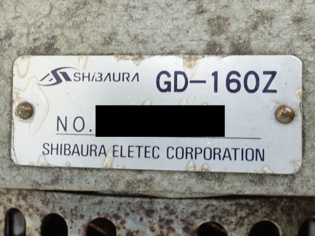 SHIBAURA GD-160Z
NO.
SHIBAURA ELETEC CORPORATION